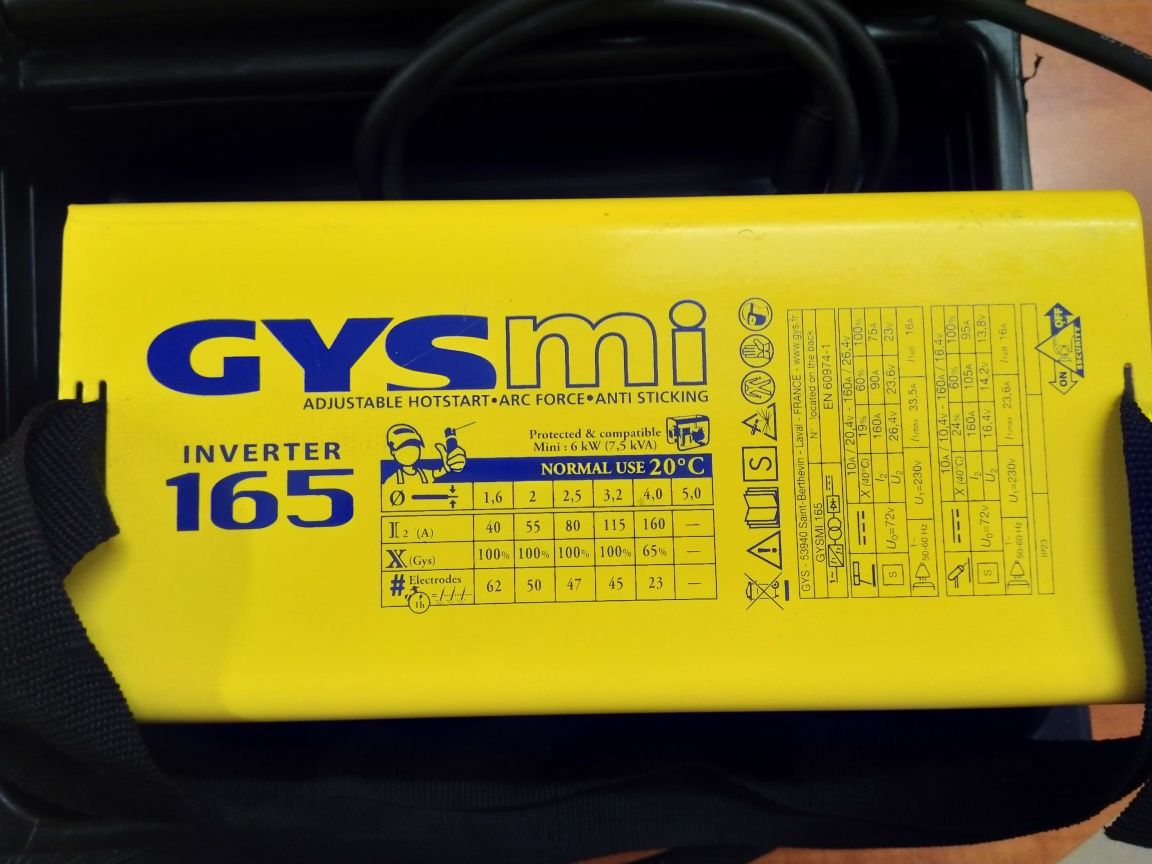 GYSmi
ADJUSTABLE HOTSTART•ARC FORCE•ANTI STICKING
INVERTER
165
Protected & compatible
Mini : 6 kW (7,5 kVA)
NORMAL USE 20°C
Ø 1,6 2 2,5 3,2 4,0 5,0
I2 (A) 40 55 80 115 160 —
X (Gys) 100% 100% 100% 100% 65% —
# Electrodes 62 50 47 45 23 —
1h
GYS - 53940 Saint-Berthevin - Laval - FRANCE - www.gys.fr
N° located on the back
GYSMI 165
EN 60974-1
10A / 20,4V - 160A / 26,4V
X (40°C) 19% 60% 100%
I2 160A 90A 75A
S U0=72V U2 26,4V 23,6V 23V
1~ 50-60 Hz U1=230V I1max 33,5A I1eff 16A
10A / 10,4V - 160A / 16,4V
X (40°C) 24% 60% 100%
I2 160A 105A 95A
S U0=72V U2 16,4V 14,2V 13,8V
1~ 50-60 Hz U1=230V I1max 23,6A I1eff 16A
IP23
ON
OFF
SECURITY